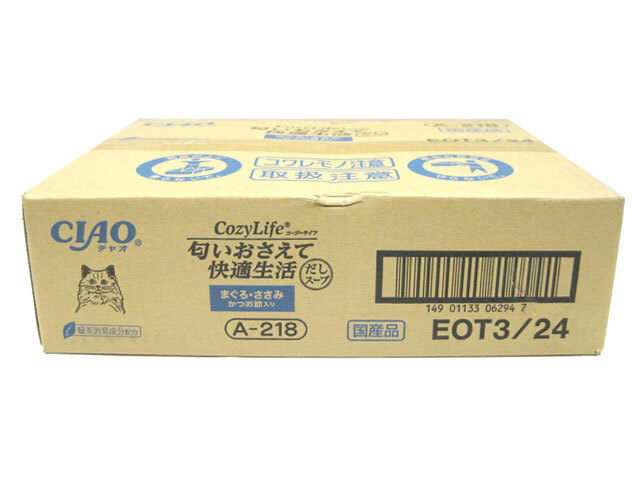 CIAO
A-218
国産品
EOT3/24
コワレモノ注意
取扱注意
CIAO®
チャオ
CozyLife®
コージーライフ
匂いおさえて
快適生活
だし
スープ
まぐろ・ささみ
かつお節入り
A-218
国産品
緑茶消臭成分配合
149 01133 06294 7
EOT3/24